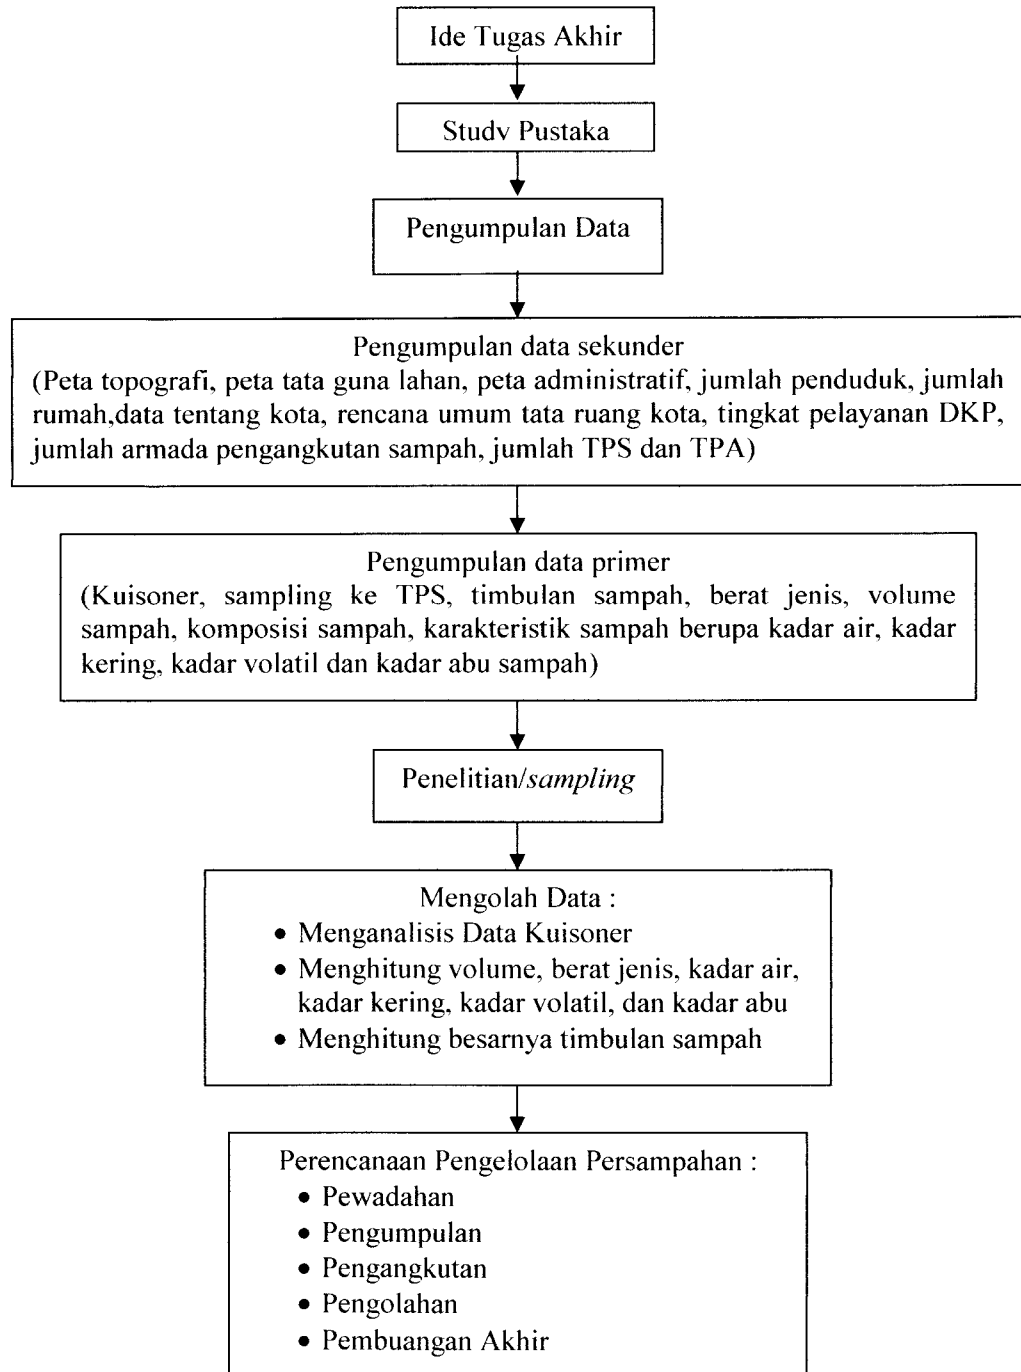 Ide Tugas Akhir
Study Pustaka
Pengumpulan Data
Pengumpulan data sekunder
(Peta topografi, peta tata guna lahan, peta administratif, jumlah penduduk, jumlah
rumah,data tentang kota, rencana umum tata ruang kota, tingkat pelayanan DKP,
jumlah armada pengangkutan sampah, jumlah TPS dan TPA)
Pengumpulan data primer
(Kuisoner, sampling ke TPS, timbulan sampah, berat jenis, volume
sampah, komposisi sampah, karakteristik sampah berupa kadar air, kadar
kering, kadar volatil dan kadar abu sampah)
Penelitian/sampling
Mengolah Data :
• Menganalisis Data Kuisoner
• Menghitung volume, berat jenis, kadar air,
kadar kering, kadar volatil, dan kadar abu
• Menghitung besarnya timbulan sampah
Perencanaan Pengelolaan Persampahan :
• Pewadahan
• Pengumpulan
• Pengangkutan
• Pengolahan
• Pembuangan Akhir